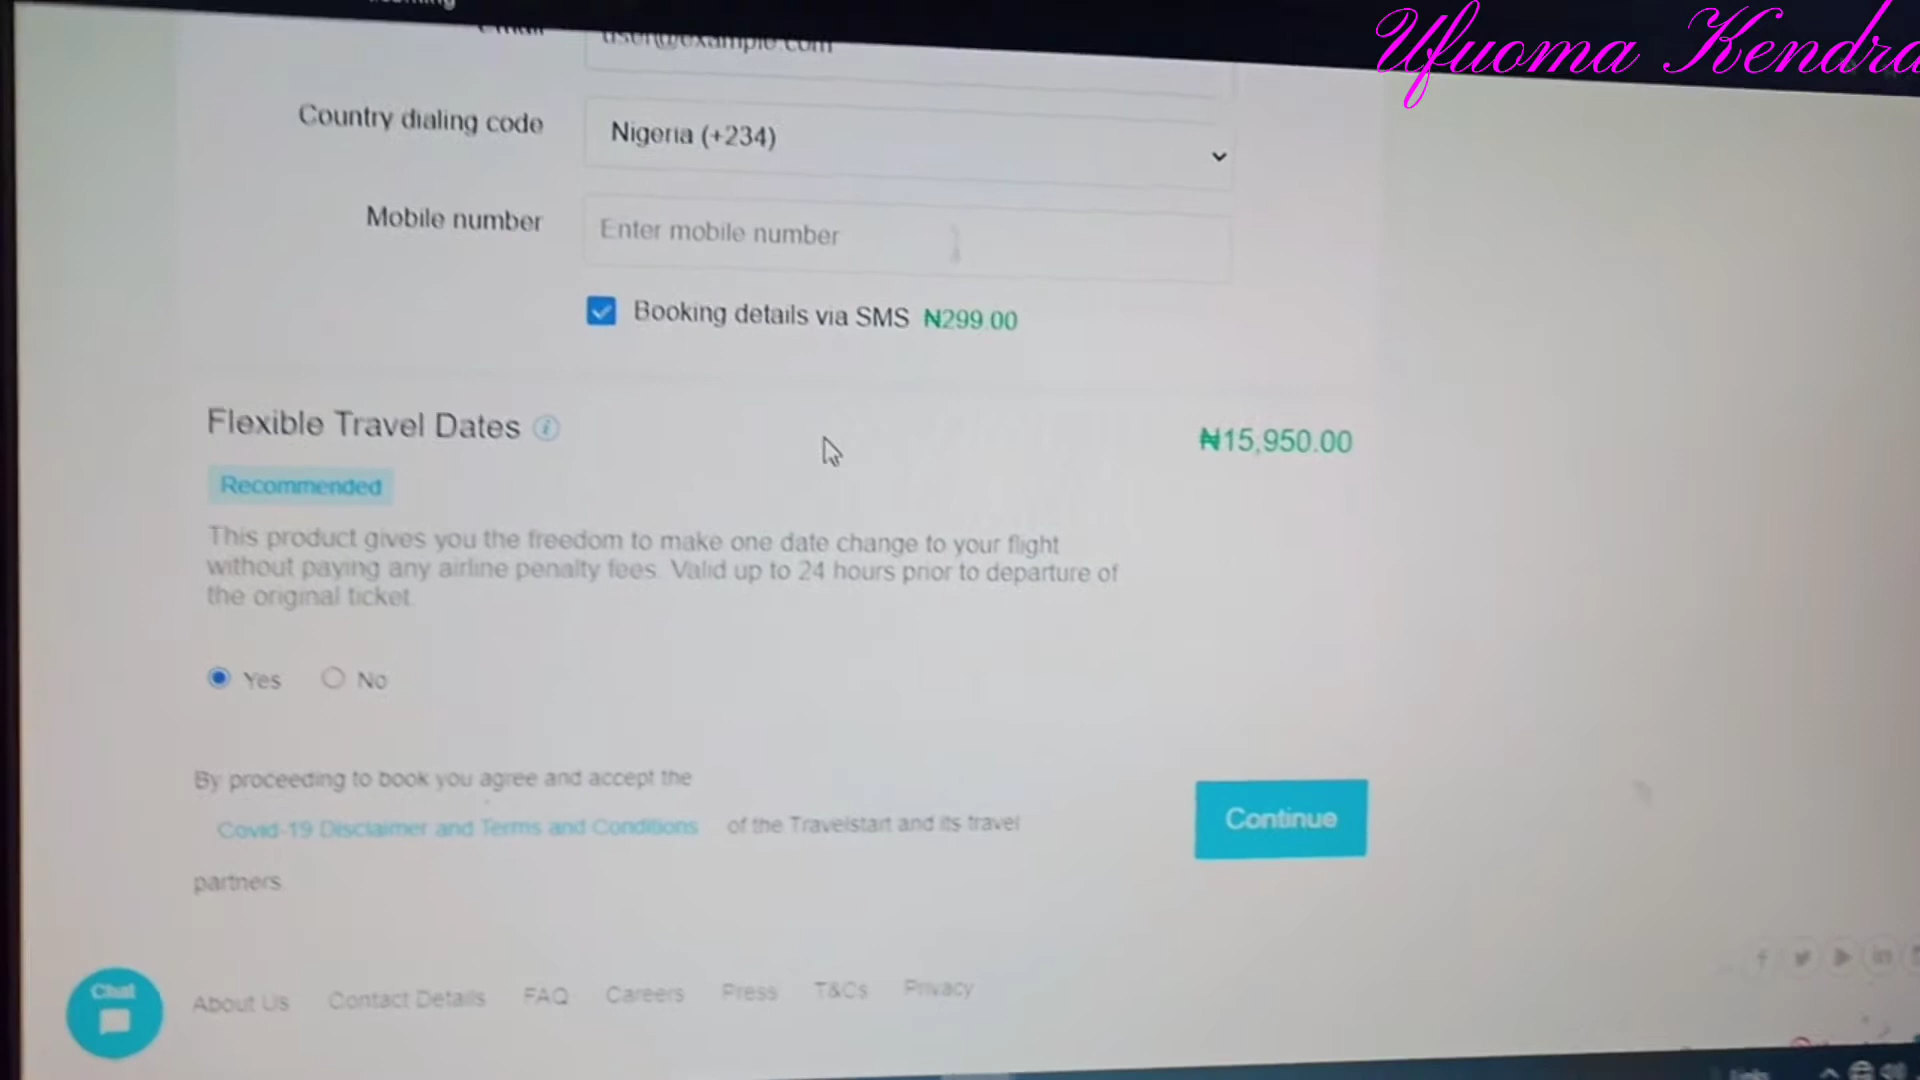 Ufuoma Kendra
Email
user@example.com
Country dialing code
Nigeria (+234)
Mobile number
Enter mobile number
Booking details via SMS ₦299.00
Flexible Travel Dates
₦15,950.00
Recommended
This product gives you the freedom to make one date change to your flight
without paying any airline penalty fees. Valid up to 24 hours prior to departure of
the original ticket.
Yes No
By proceeding to book you agree and accept the
Covid-19 Disclaimer and Terms and Conditions of the Travelstart and its travel
partners.
Continue
Chat
About Us Contact Details FAQ Careers Press T&Cs Privacy